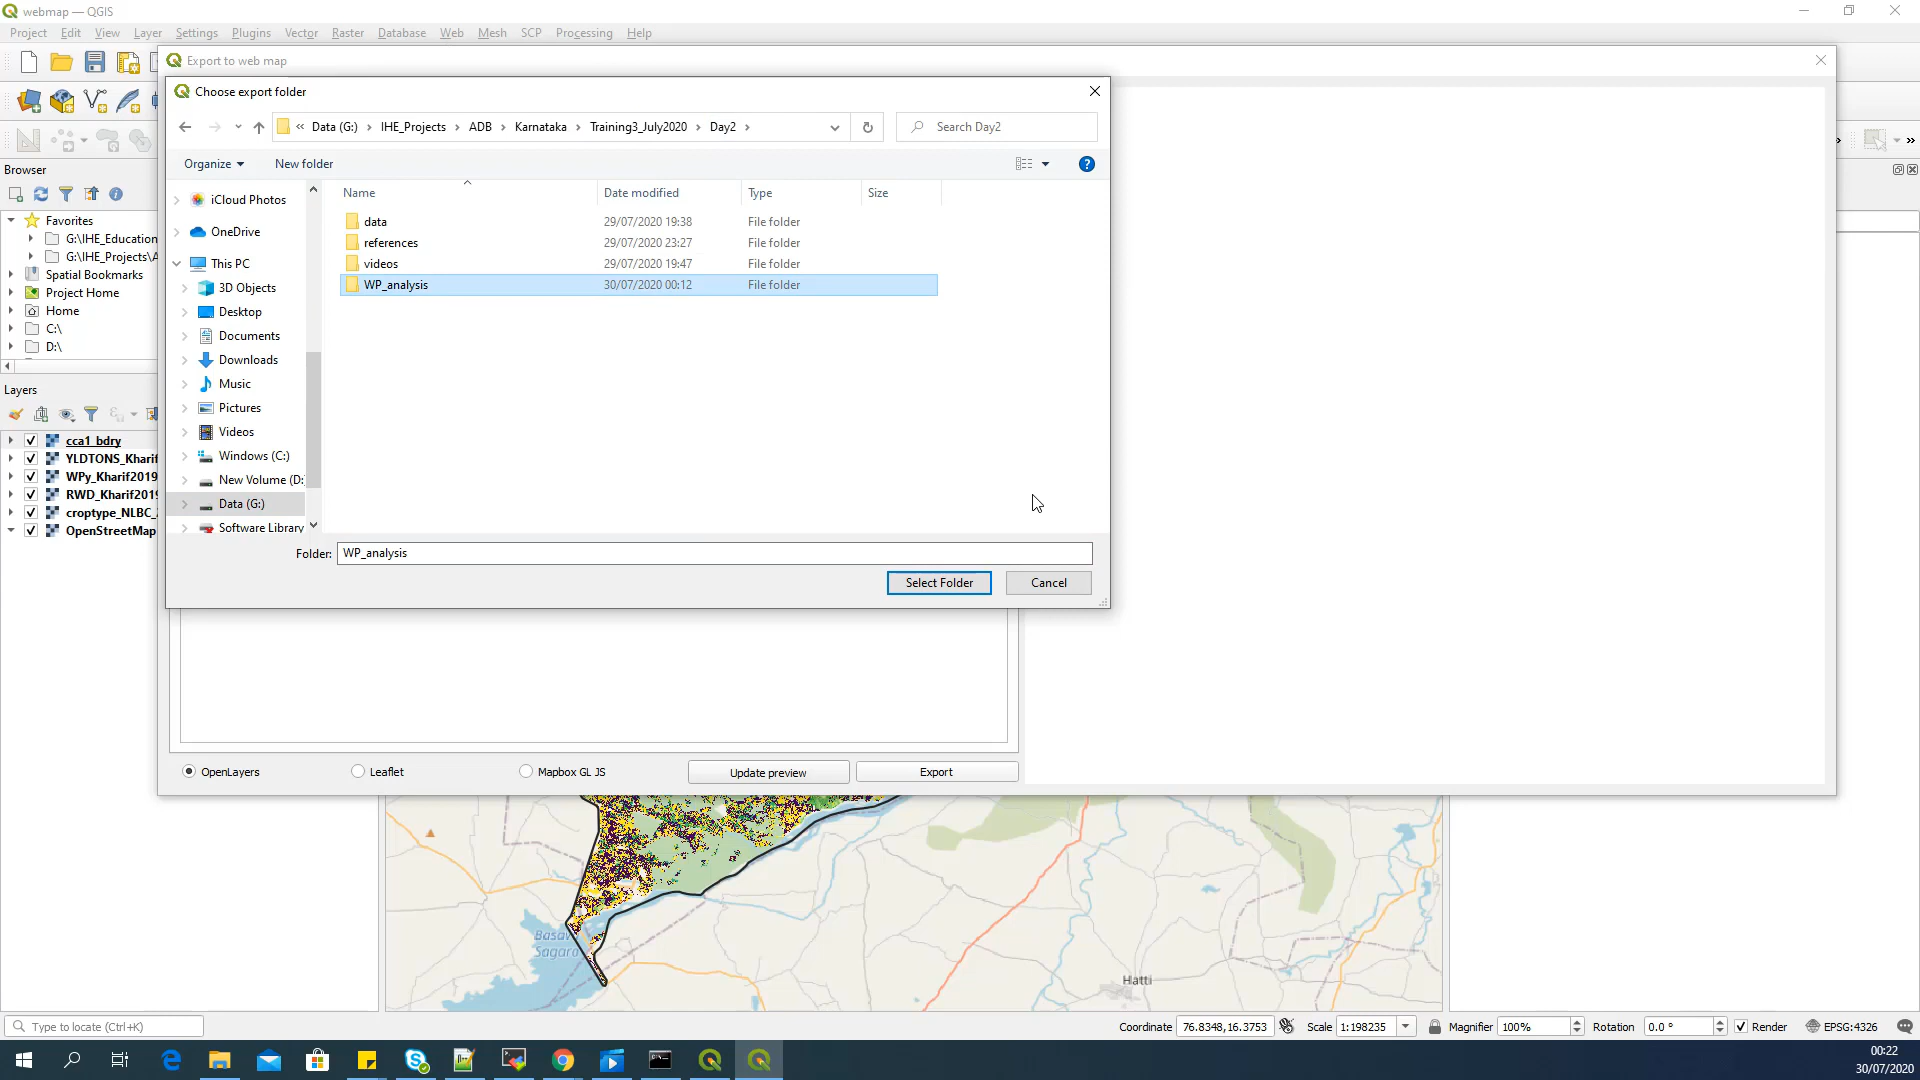 webmap — QGIS
Project Edit View Layer Settings Plugins Vector Raster Database Web Mesh SCP Processing Help
Export to web map
Choose export folder
« Data (G:) › IHE_Projects › ADB › Karnataka › Training3_July2020 › Day2 ›
Search Day2
Organize
New folder
Browser
Favorites
G:\IHE_Education
G:\IHE_Projects\A
Spatial Bookmarks
Project Home
Home
C:\
D:\
Layers
cca1_bdry
YLDTONS_Kharif
WPy_Kharif2019
RWD_Kharif2019
croptype_NLBC_
OpenStreetMap
iCloud Photos
OneDrive
This PC
3D Objects
Desktop
Documents
Downloads
Music
Pictures
Videos
Windows (C:)
New Volume (D:
Data (G:)
Software Library
Name Date modified Type Size
data 29/07/2020 19:38 File folder
references 29/07/2020 23:27 File folder
videos 29/07/2020 19:47 File folder
WP_analysis 30/07/2020 00:12 File folder
Folder: WP_analysis
Select Folder
Cancel
OpenLayers
Leaflet
Mapbox GL JS
Update preview
Export
Basav
Sagara
Hatti
Type to locate (Ctrl+K)
Coordinate 76.8348,16.3753
Scale 1:198235
Magnifier 100%
Rotation 0.0 °
Render
EPSG:4326
00:22
30/07/2020